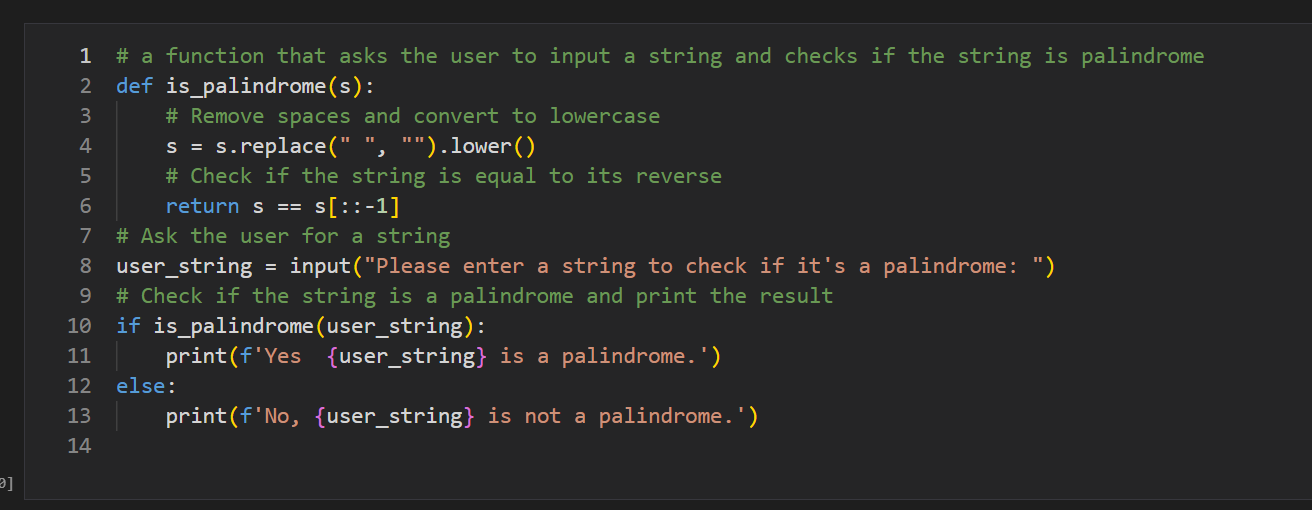 1 # a function that asks the user to input a string and checks if the string is palindrome
2 def is_palindrome(s):
3     # Remove spaces and convert to lowercase
4     s = s.replace(" ", "").lower()
5     # Check if the string is equal to its reverse
6     return s == s[::-1]
7 # Ask the user for a string
8 user_string = input("Please enter a string to check if it's a palindrome: ")
9 # Check if the string is a palindrome and print the result
10 if is_palindrome(user_string):
11     print(f'Yes  {user_string} is a palindrome.')
12 else:
13     print(f'No, {user_string} is not a palindrome.')
14
0]